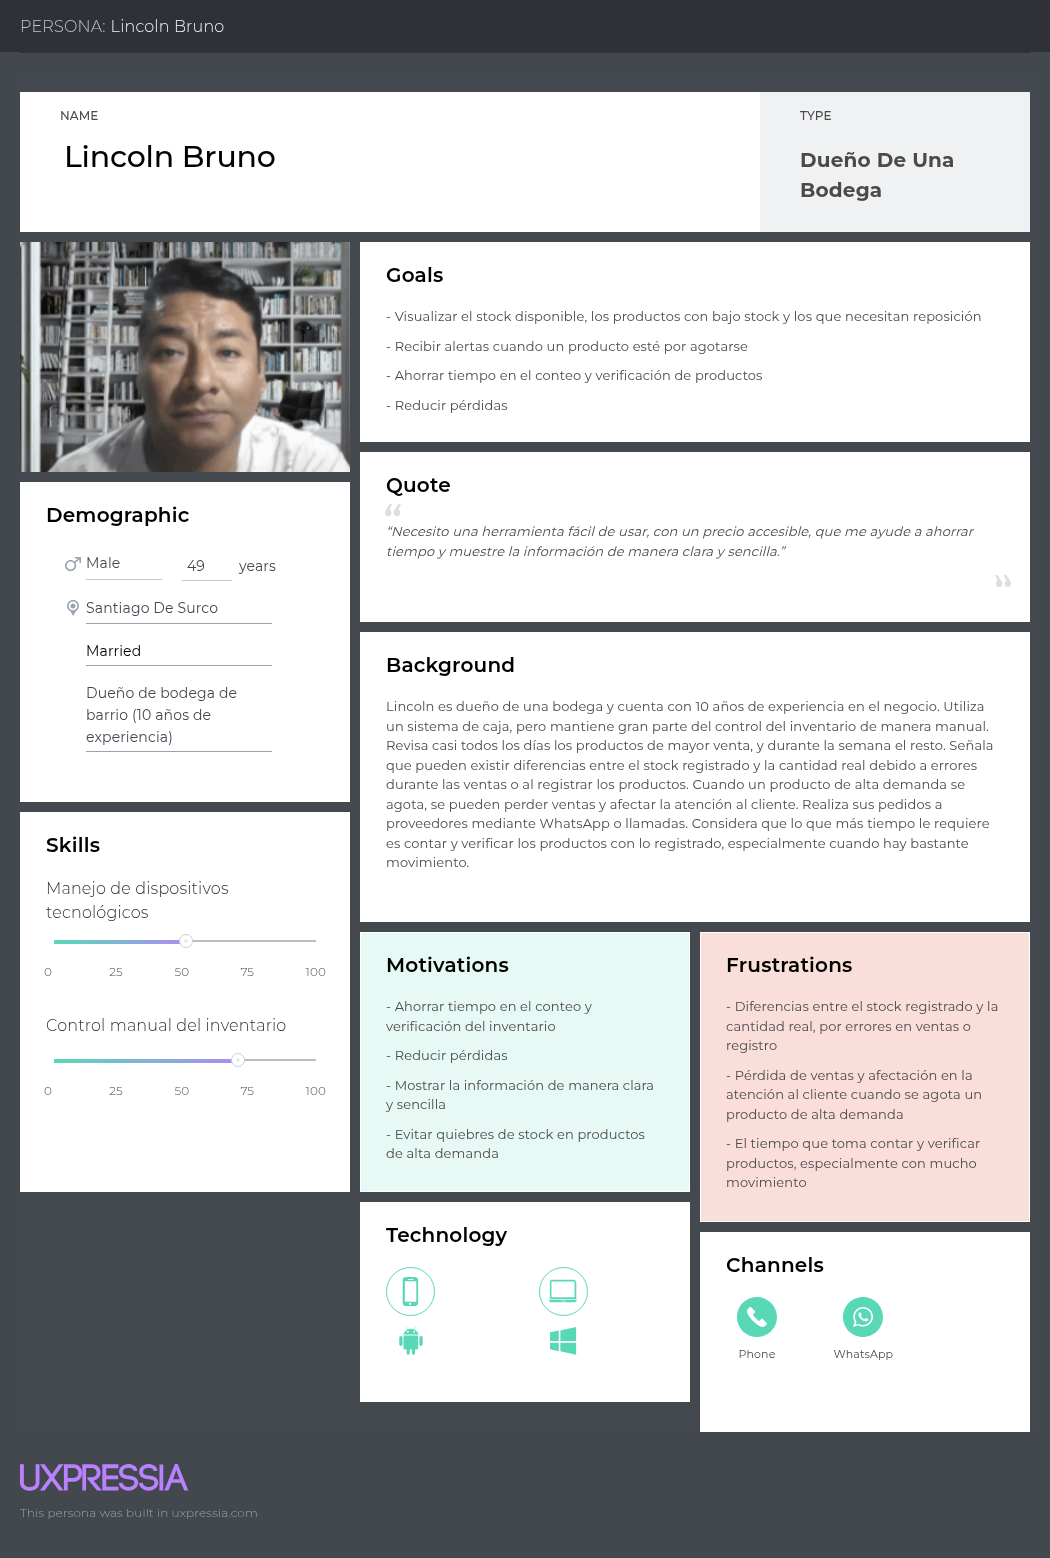 PERSONA: Lincoln Bruno
NAME
Lincoln Bruno
TYPE
Dueño De Una
Bodega
Goals
- Visualizar el stock disponible, los productos con bajo stock y los que necesitan reposición
- Recibir alertas cuando un producto esté por agotarse
- Ahorrar tiempo en el conteo y verificación de productos
- Reducir pérdidas
Quote
“Necesito una herramienta fácil de usar, con un precio accesible, que me ayude a ahorrar
tiempo y muestre la información de manera clara y sencilla.”
Demographic
Male
49 years
Santiago De Surco
Married
Dueño de bodega de
barrio (10 años de
experiencia)
Background
Lincoln es dueño de una bodega y cuenta con 10 años de experiencia en el negocio. Utiliza
un sistema de caja, pero mantiene gran parte del control del inventario de manera manual.
Revisa casi todos los días los productos de mayor venta, y durante la semana el resto. Señala
que pueden existir diferencias entre el stock registrado y la cantidad real debido a errores
durante las ventas o al registrar los productos. Cuando un producto de alta demanda se
agota, se pueden perder ventas y afectar la atención al cliente. Realiza sus pedidos a
proveedores mediante WhatsApp o llamadas. Considera que lo que más tiempo le requiere
es contar y verificar los productos con lo registrado, especialmente cuando hay bastante
movimiento.
Skills
Manejo de dispositivos
tecnológicos
0 25 50 75 100
Control manual del inventario
0 25 50 75 100
Motivations
- Ahorrar tiempo en el conteo y
verificación del inventario
- Reducir pérdidas
- Mostrar la información de manera clara
y sencilla
- Evitar quiebres de stock en productos
de alta demanda
Frustrations
- Diferencias entre el stock registrado y la
cantidad real, por errores en ventas o
registro
- Pérdida de ventas y afectación en la
atención al cliente cuando se agota un
producto de alta demanda
- El tiempo que toma contar y verificar
productos, especialmente con mucho
movimiento
Technology
Channels
Phone
WhatsApp
UXPRESSIA
This persona was built in uxpressia.com